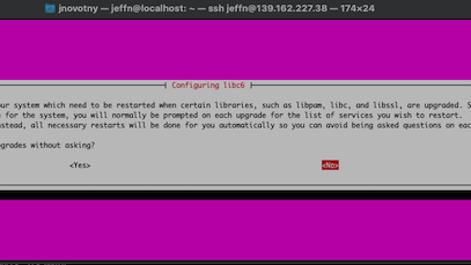 jnovotny — jeffn@localhost: ~ — ssh jeffn@139.162.227.38 — 174×24
Configuring libc6
our system which need to be restarted when certain libraries, such as libpam, libc, and libssl, are upgraded. S
for the system, you will normally be prompted on each upgrade for the list of services you wish to restart.
nstead, all necessary restarts will be done for you automatically so you can avoid being asked questions on eac
grades without asking?
<Yes> <No>